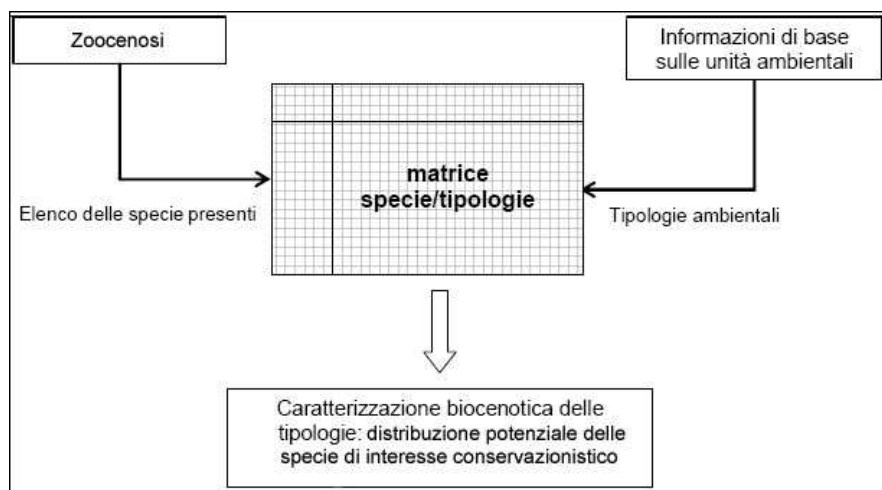 Zoocenosi
Informazioni di base
sulle unità ambientali
matrice
specie/tipologie
Elenco delle specie presenti
Tipologie ambientali
Caratterizzazione biocenotica delle
tipologie: distribuzione potenziale delle
specie di interesse conservazionistico